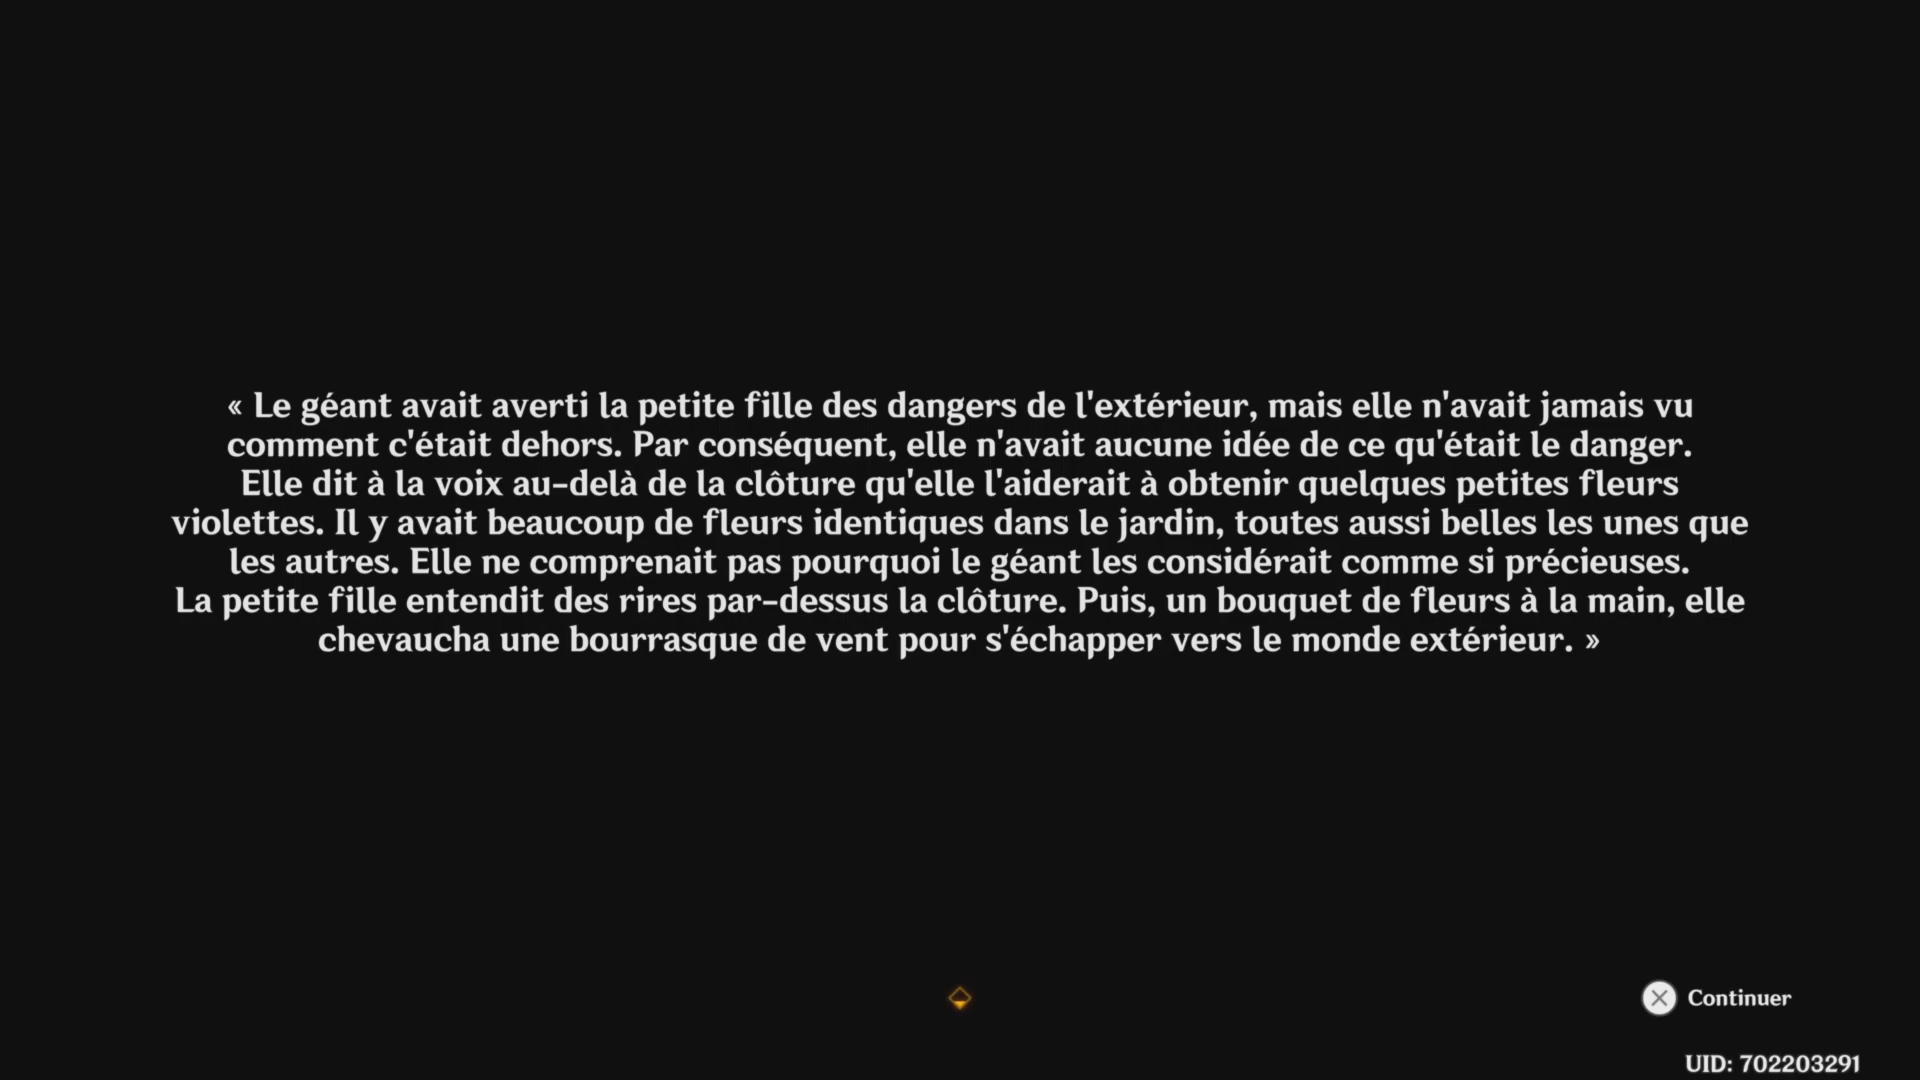 « Le géant avait averti la petite fille des dangers de l'extérieur, mais elle n'avait jamais vu
comment c'était dehors. Par conséquent, elle n'avait aucune idée de ce qu'était le danger.
Elle dit à la voix au-delà de la clôture qu'elle l'aiderait à obtenir quelques petites fleurs
violettes. Il y avait beaucoup de fleurs identiques dans le jardin, toutes aussi belles les unes que
les autres. Elle ne comprenait pas pourquoi le géant les considérait comme si précieuses.
La petite fille entendit des rires par-dessus la clôture. Puis, un bouquet de fleurs à la main, elle
chevaucha une bourrasque de vent pour s'échapper vers le monde extérieur. »
Continuer
UID: 702203291